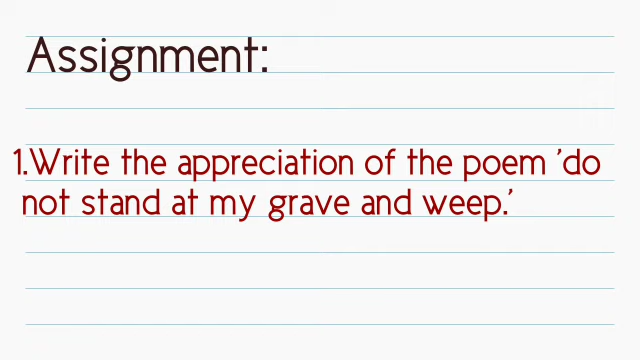 Assignment:
1.Write the appreciation of the poem 'do
not stand at my grave and weep.'